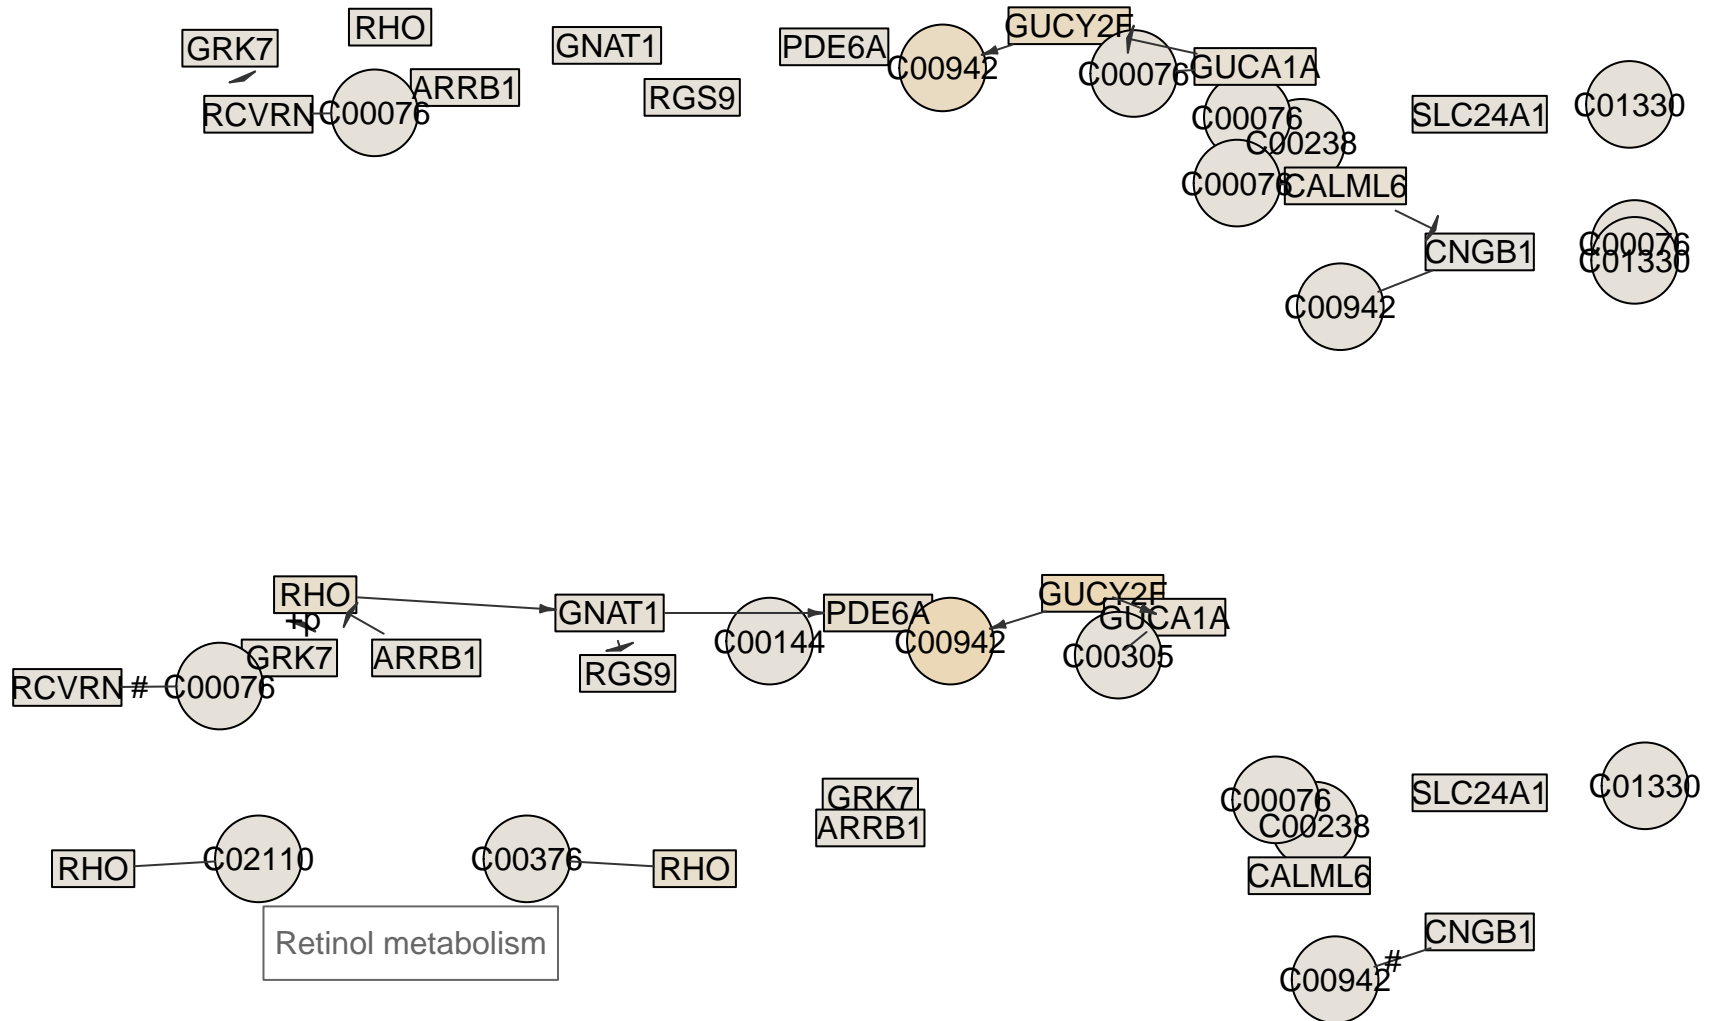 RHO
GRK7
GNAT1
PDE6A
GUCY2F
C00942
C00076
GUCA1A
ARRB1
RGS9
RCVRN
C00076
C00076
C00238
SLC24A1
C01330
C00076
CALML6
C00076
CNGB1
C01330
C00942
RHO
+p
GNAT1
PDE6A
GUCY2F
GUCA1A
C00144
C00942
C00305
GRK7
ARRB1
RGS9
RCVRN
#
C00076
GRK7
ARRB1
C00076
C00238
SLC24A1
C01330
RHO
C02110
C00376
RHO
CALML6
Retinol metabolism
CNGB1
#
C00942